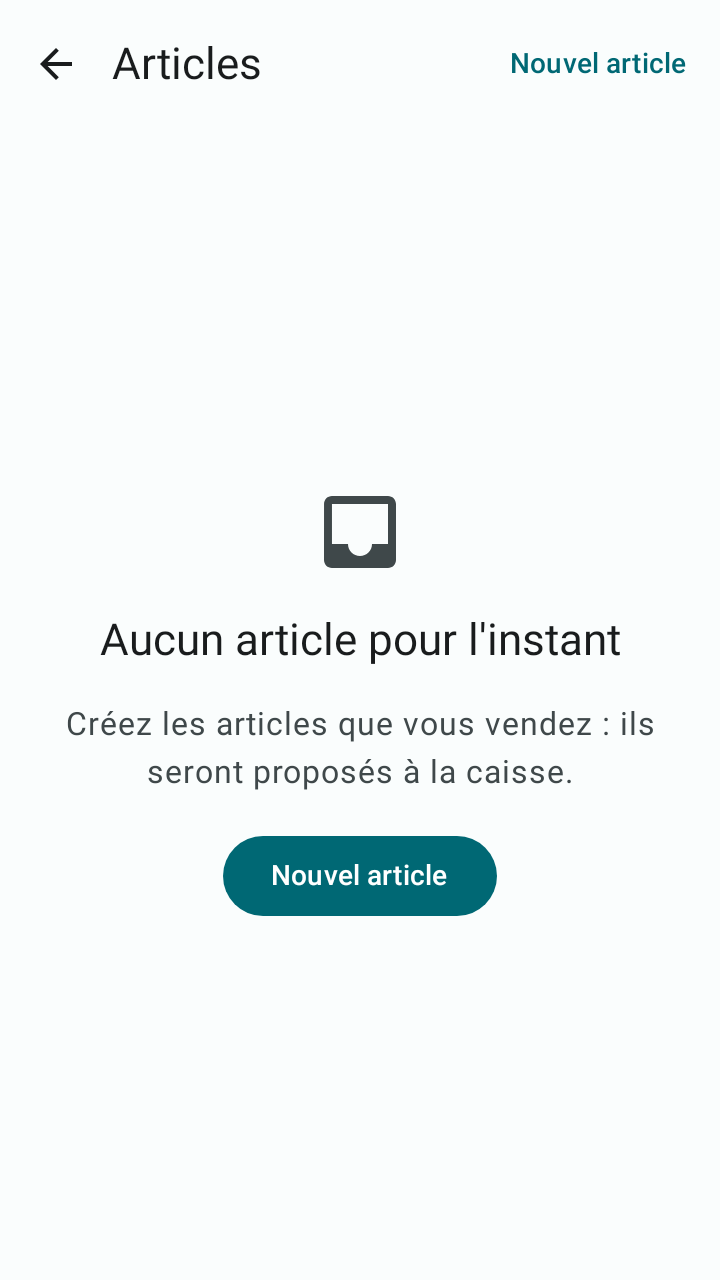 Articles
Nouvel article
Aucun article pour l'instant
Créez les articles que vous vendez : ils
seront proposés à la caisse.
Nouvel article